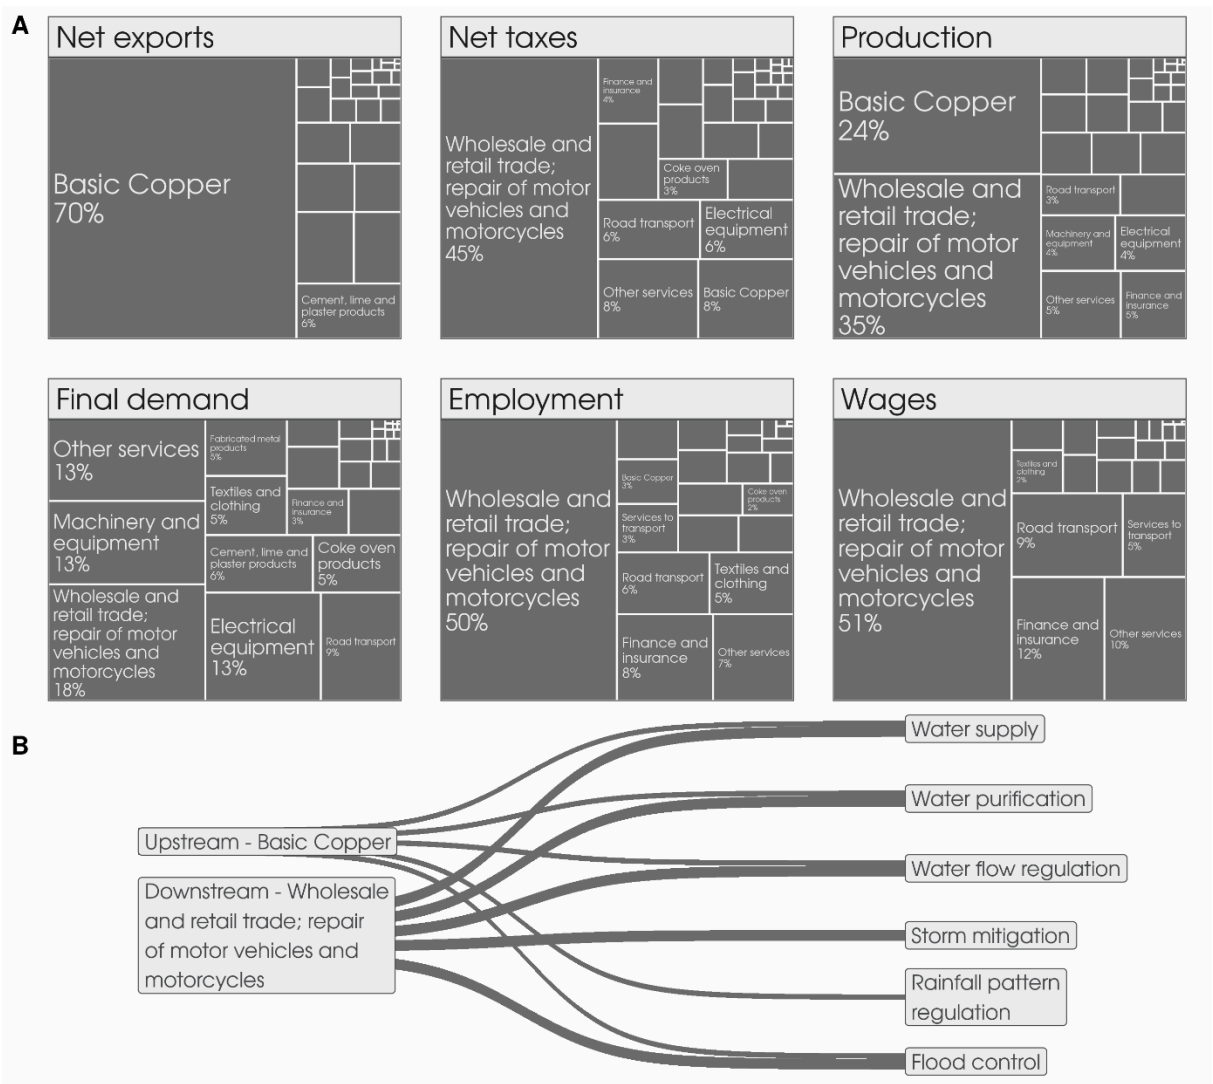 A
Net exports
Basic Copper
70%
Cement, lime and
plaster products
6%
Net taxes
Wholesale and
retail trade;
repair of motor
vehicles and
motorcycles
45%
Finance and
insurance
4%
Coke oven
products
3%
Road transport
6%
Electrical
equipment
6%
Other services
8%
Basic Copper
8%
Production
Basic Copper
24%
Wholesale and
retail trade;
repair of motor
vehicles and
motorcycles
35%
Road transport
3%
Machinery and
equipment
4%
Electrical
equipment
4%
Other services
5%
Finance and
insurance
5%
Final demand
Other services
13%
Machinery and
equipment
13%
Wholesale and
retail trade;
repair of motor
vehicles and
motorcycles
18%
Fabricated metal
products
5%
Textiles and
clothing
5%
Finance and
insurance
3%
Cement, lime and
plaster products
6%
Coke oven
products
5%
Electrical
equipment
13%
Road transport
9%
Employment
Wholesale and
retail trade;
repair of motor
vehicles and
motorcycles
50%
Basic Copper
3%
Coke oven
products
2%
Services to
transport
3%
Road transport
6%
Textiles and
clothing
5%
Finance and
insurance
8%
Other services
7%
Wages
Wholesale and
retail trade;
repair of motor
vehicles and
motorcycles
51%
Textiles and
clothing
2%
Road transport
9%
Services to
transport
5%
Finance and
insurance
12%
Other services
10%
B
Upstream - Basic Copper
Downstream - Wholesale
and retail trade; repair
of motor vehicles and
motorcycles
Water supply
Water purification
Water flow regulation
Storm mitigation
Rainfall pattern
regulation
Flood control